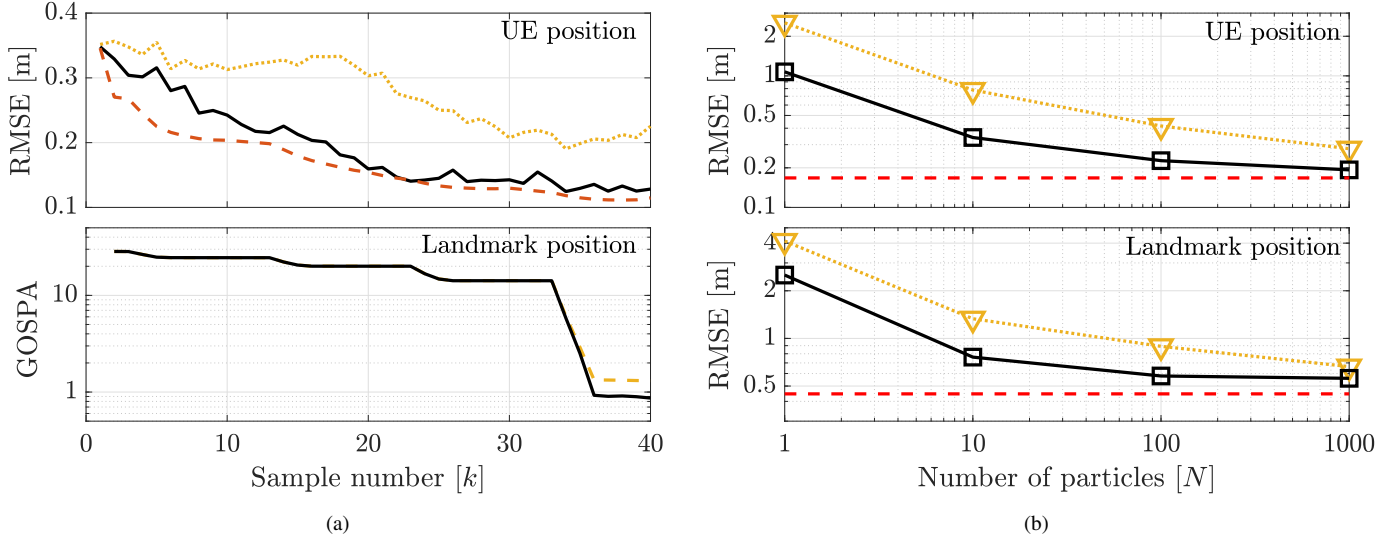 0.4
0.3
0.2
0.1
RMSE [m]
UE position
10
1
GOSPA
Landmark position
0
10
20
30
40
Sample number [k]
(a)
2
1
0.5
0.2
0.1
RMSE [m]
UE position
4
2
1
0.5
RMSE [m]
Landmark position
1
10
100
1000
Number of particles [N]
(b)